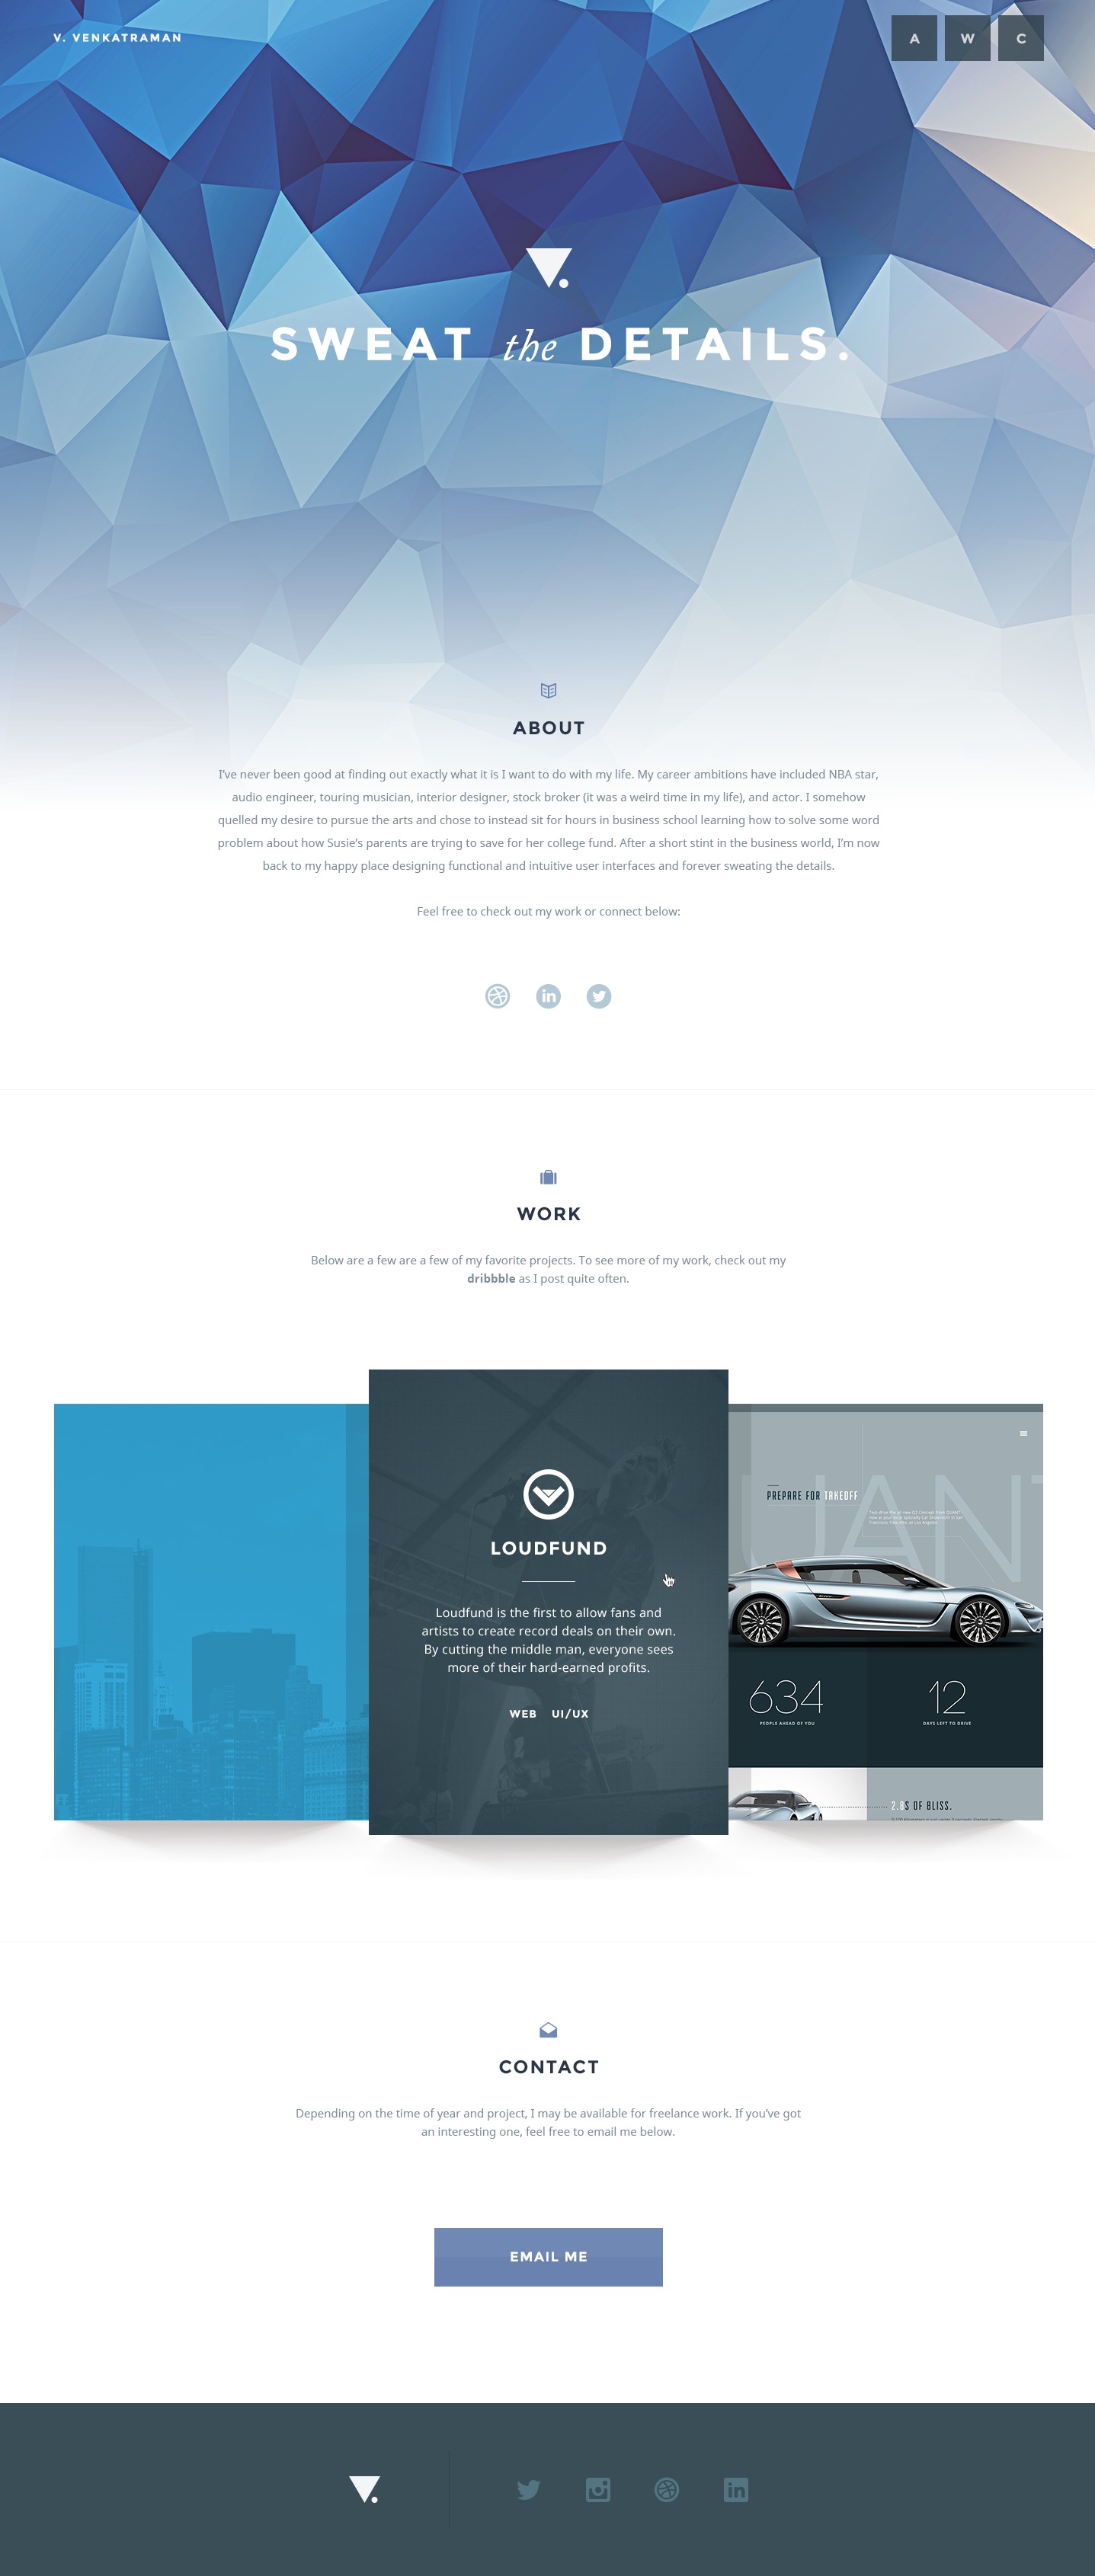 V. VENKATRAMAN
A W C
SWEAT the DETAILS.
ABOUT
I've never been good at finding out exactly what it is I want to do with my life. My career ambitions have included NBA star,
audio engineer, touring musician, interior designer, stock broker (it was a weird time in my life), and actor. I somehow
quelled my desire to pursue the arts and chose to instead sit for hours in business school learning how to solve some word
problem about how Susie's parents are trying to save for her college fund. After a short stint in the business world, I'm now
back to my happy place designing functional and intuitive user interfaces and forever sweating the details.
Feel free to check out my work or connect below:
in
WORK
Below are a few are a few of my favorite projects. To see more of my work, check out my
dribbble as I post quite often.
LOUDFUND
Loudfund is the first to allow fans and
artists to create record deals on their own.
By cutting the middle man, everyone sees
more of their hard-earned profits.
WEB UI/UX
PREPARE FOR TAKEOFF
634
PEOPLE AHEAD OF YOU
12
DAYS LEFT TO DRIVE
2.8S OF BLISS.
CONTACT
Depending on the time of year and project, I may be available for freelance work. If you've got
an interesting one, feel free to email me below.
EMAIL ME
in